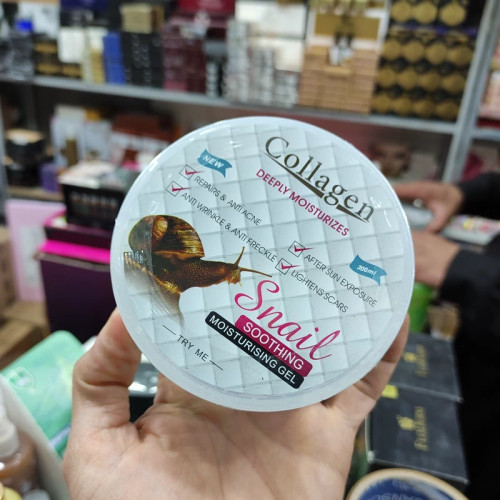 NEW
Collagen
DEEPLY MOISTURIZES
REPAIRS & ANTI ACNE
ANTI WRINKLE & ANTI FRECKLE
AFTER SUN EXPOSURE
LIGHTENS SCARS
300ml
Snail
SOOTHING
MOISTURISING GEL
TRY ME